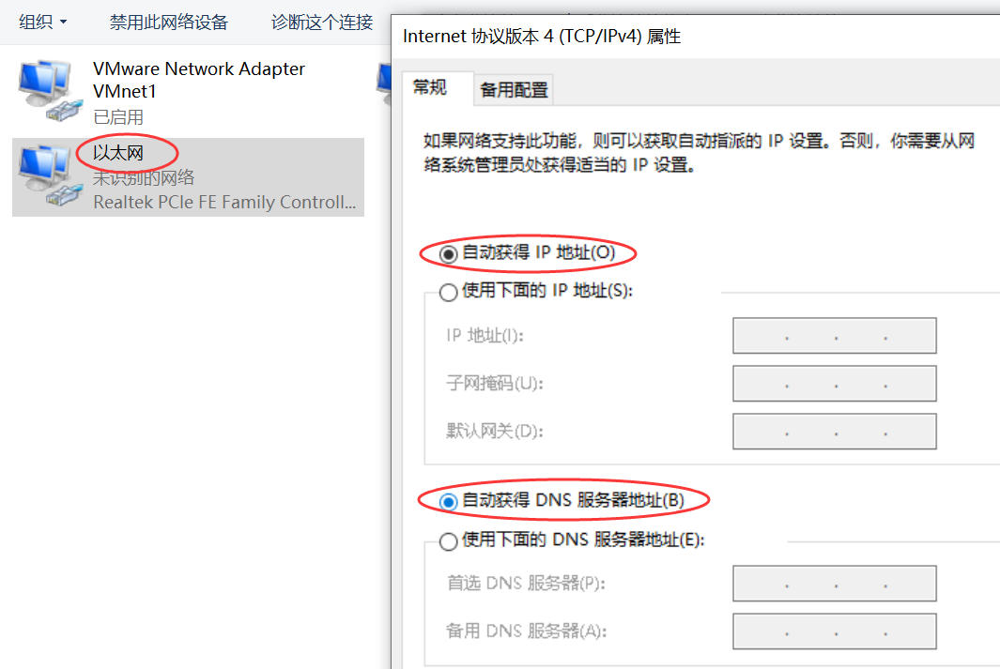 组织
禁用此网络设备
诊断这个连接
VMware Network Adapter
VMnet1
已启用
以太网
未识别的网络
Realtek PCIe FE Family Controll...
Internet 协议版本 4 (TCP/IPv4) 属性
常规
备用配置
如果网络支持此功能，则可以获取自动指派的 IP 设置。否则，你需要从网
络系统管理员处获得适当的 IP 设置。
自动获得 IP 地址(O)
使用下面的 IP 地址(S):
IP 地址(I):
子网掩码(U):
默认网关(D):
自动获得 DNS 服务器地址(B)
使用下面的 DNS 服务器地址(E):
首选 DNS 服务器(P):
备用 DNS 服务器(A):